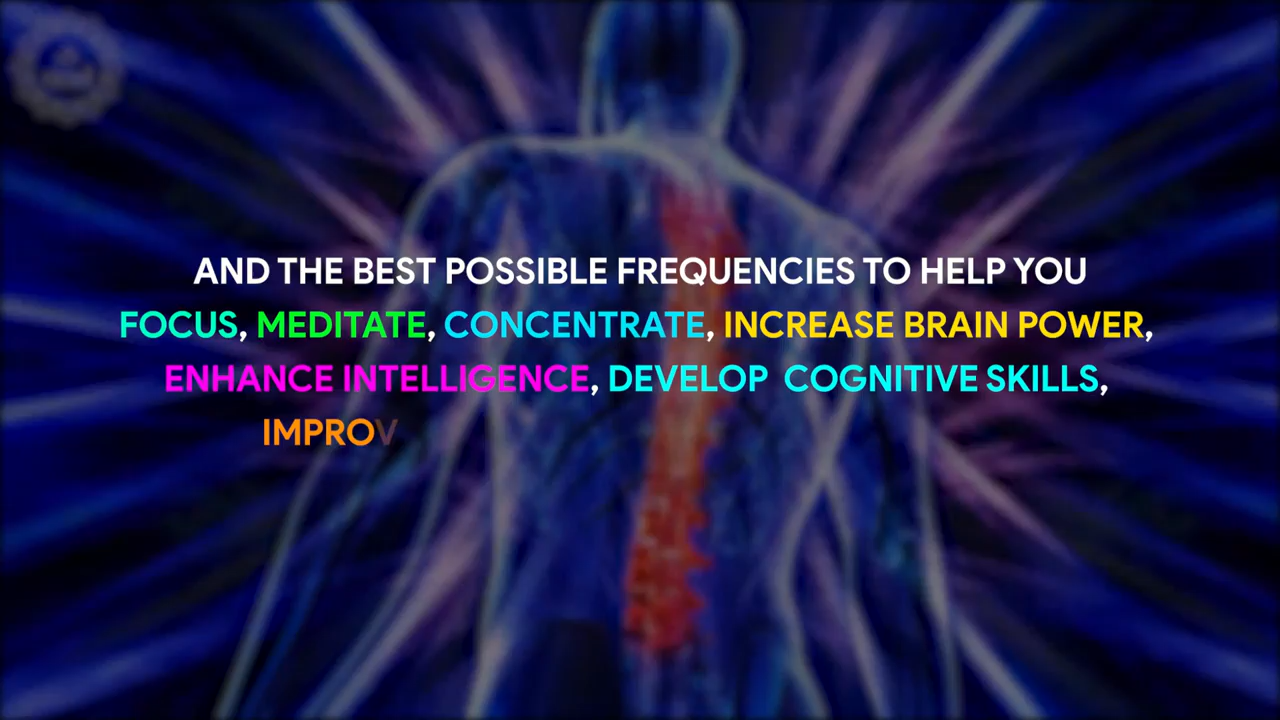 AND THE BEST POSSIBLE FREQUENCIES TO HELP YOU
FOCUS, MEDITATE, CONCENTRATE, INCREASE BRAIN POWER,
ENHANCE INTELLIGENCE, DEVELOP COGNITIVE SKILLS,
IMPROV